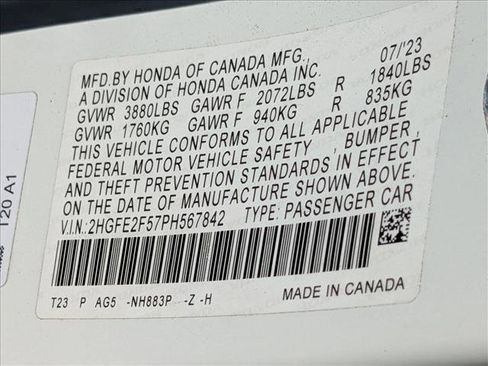 MFD.BY HONDA OF CANADA MFG. 07/'23
A DIVISION OF HONDA CANADA INC.
GVWR 3880LBS GAWR F 2072LBS R 1840LBS
GVWR 1760KG GAWR F 940KG R 835KG
THIS VEHICLE CONFORMS TO ALL APPLICABLE
FEDERAL MOTOR VEHICLE SAFETY , BUMPER,
AND THEFT PREVENTION STANDARDS IN EFFECT
ON THE DATE OF MANUFACTURE SHOWN ABOVE.
V.I.N.:2HGFE2F57PH567842 TYPE: PASSENGER CAR
T23 P AG5 -NH883P -Z -H MADE IN CANADA
T20 A1